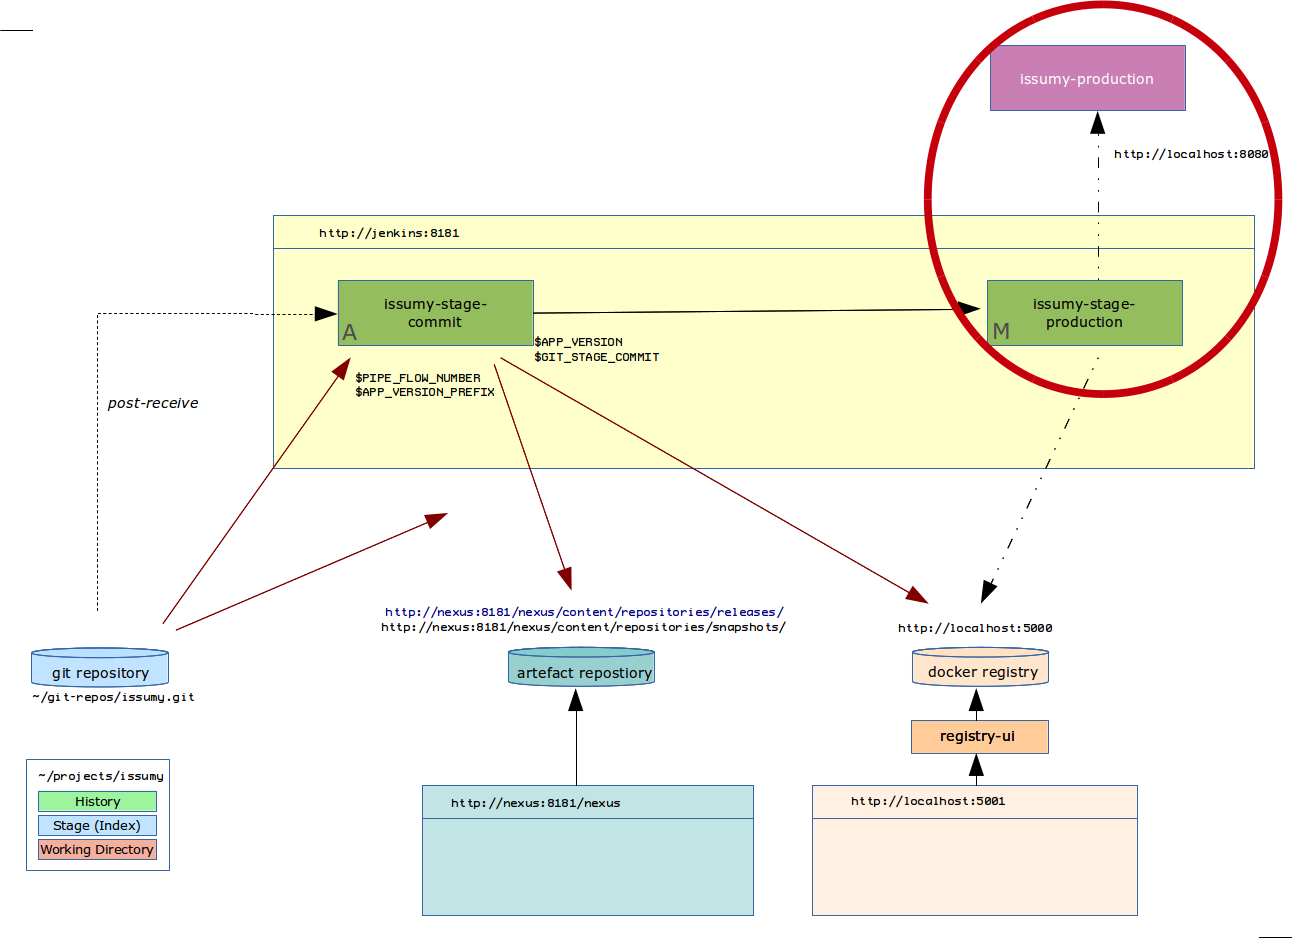 issumy-production
http://localhost:8080
http://jenkins:8181
issumy-stage-
commit
A
issumy-stage-
production
M
$APP_VERSION
$GIT_STAGE_COMMIT
$PIPE_FLOW_NUMBER
$APP_VERSION_PREFIX
post-receive
http://nexus:8181/nexus/content/repositories/releases/
http://nexus:8181/nexus/content/repositories/snapshots/
http://localhost:5000
git repository
artefact repostiory
docker registry
~/git-repos/issumy.git
registry-ui
~/projects/issumy
History
Stage (Index)
Working Directory
http://nexus:8181/nexus
http://localhost:5001